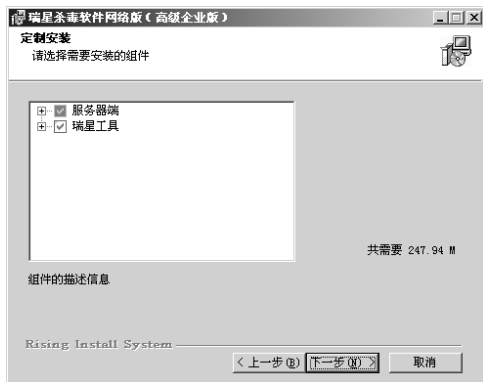 瑞星杀毒软件网络版(高级企业版)
定制安装
请选择需要安装的组件
服务器端
瑞星工具
共需要 247.94 M
组件的描述信息
Rising Install System
< 上一步(B) 下一步(N) > 取消